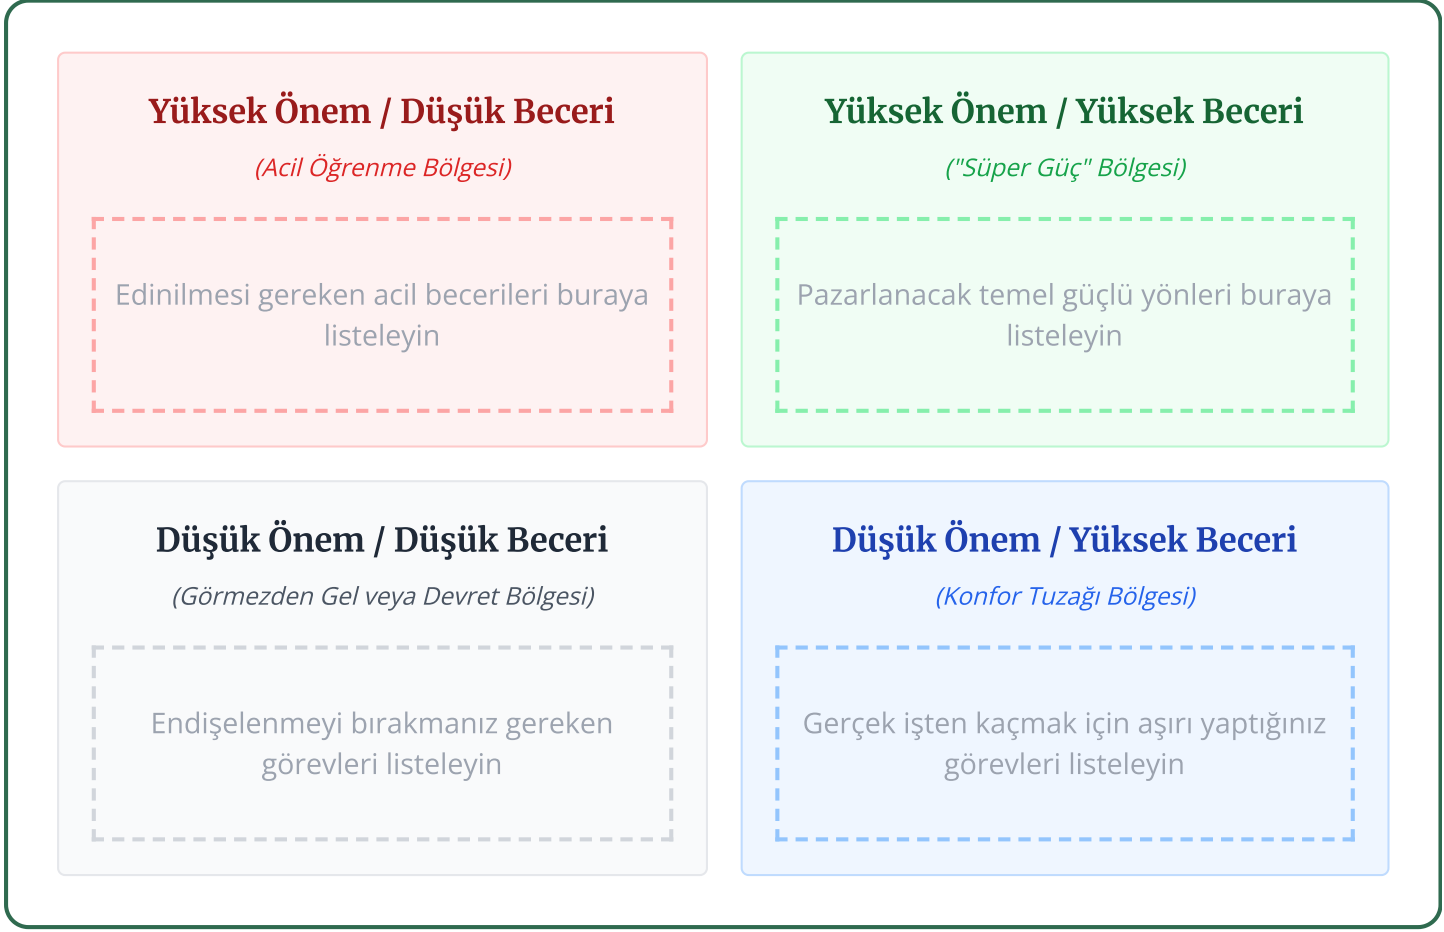 Yüksek Önem / Düşük Beceri
(Acil Öğrenme Bölgesi)
Edinilmesi gereken acil becerileri buraya
listeleyin
Yüksek Önem / Yüksek Beceri
("Süper Güç" Bölgesi)
Pazarlanacak temel güçlü yönleri buraya
listeleyin
Düşük Önem / Düşük Beceri
(Görmezden Gel veya Devret Bölgesi)
Endişelenmeyi bırakmanız gereken
görevleri listeleyin
Düşük Önem / Yüksek Beceri
(Konfor Tuzağı Bölgesi)
Gerçek işten kaçmak için aşırı yaptığınız
görevleri listeleyin